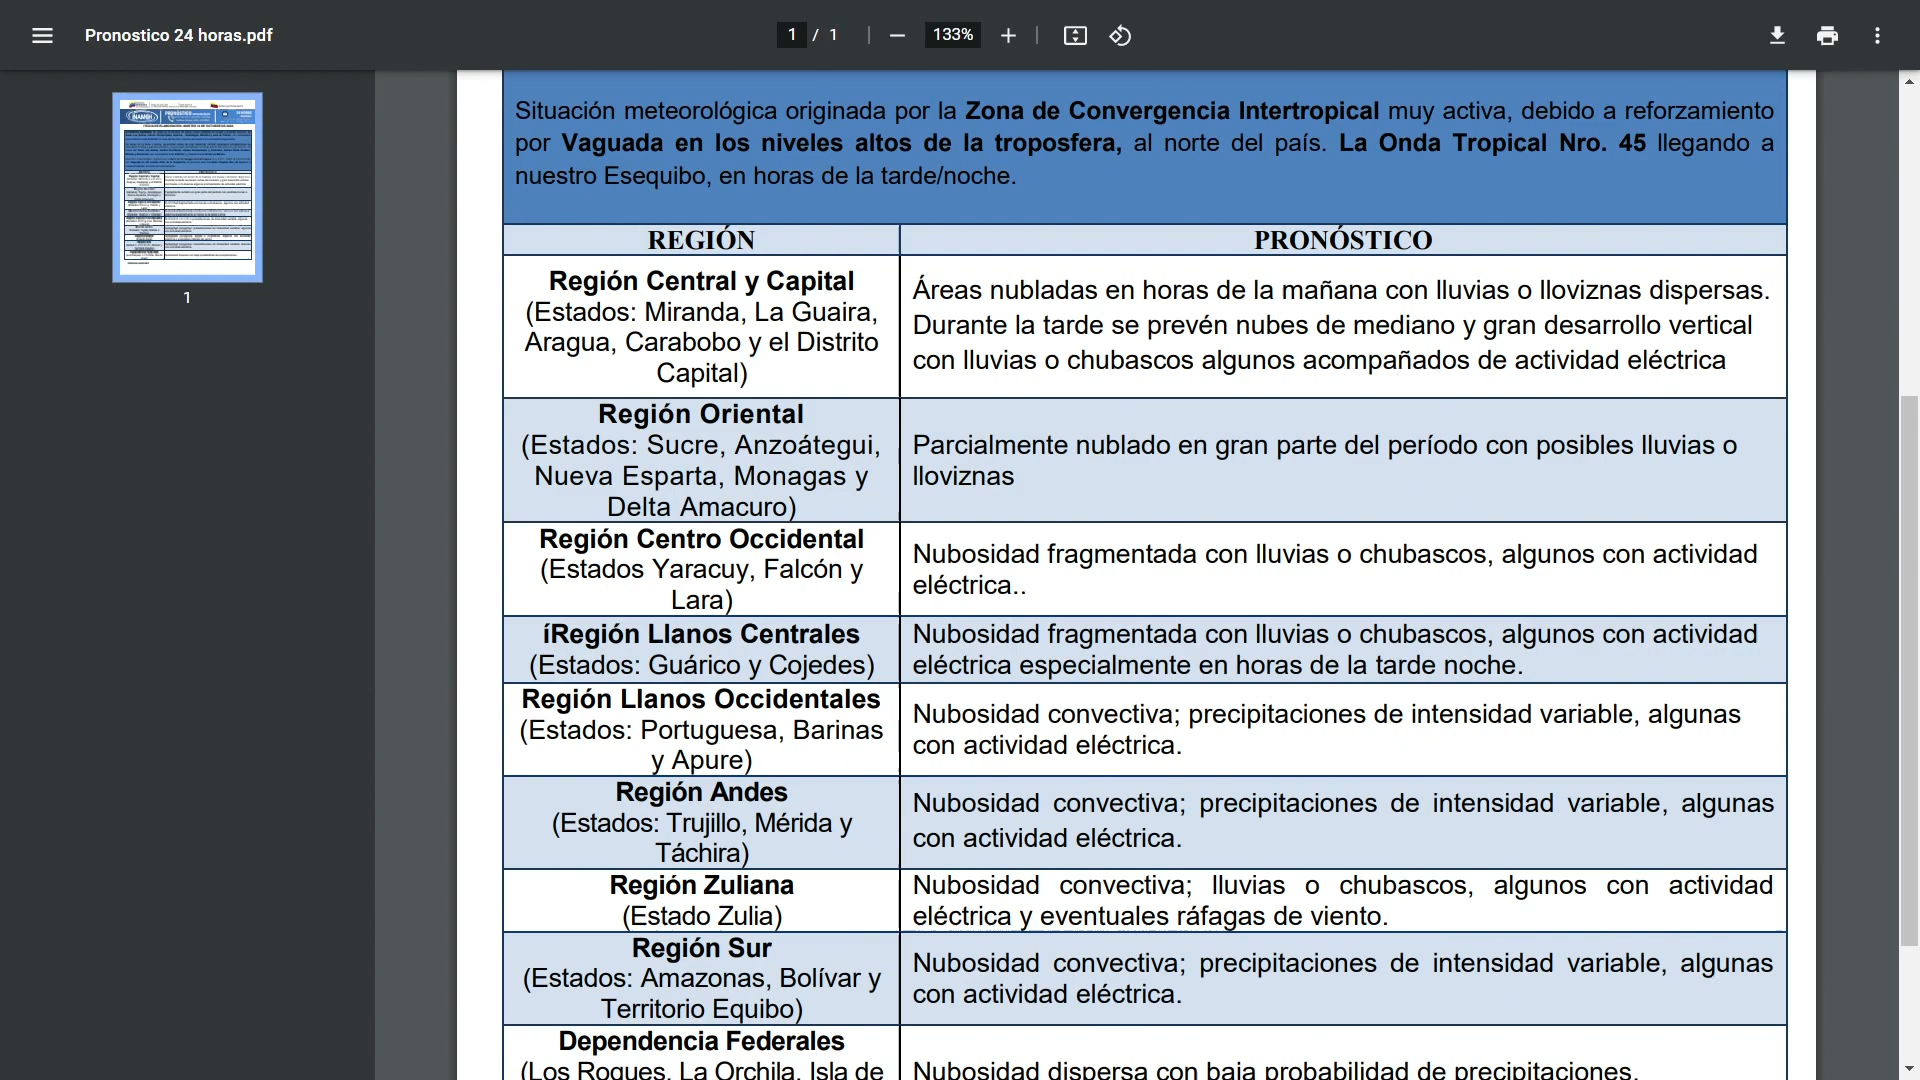 Pronostico 24 horas.pdf
1 / 1
133%
1
Situación meteorológica originada por la Zona de Convergencia Intertropical muy activa, debido a reforzamiento
por Vaguada en los niveles altos de la troposfera, al norte del país. La Onda Tropical Nro. 45 llegando a
nuestro Esequibo, en horas de la tarde/noche.
REGIÓN
PRONÓSTICO
Región Central y Capital
(Estados: Miranda, La Guaira,
Aragua, Carabobo y el Distrito
Capital)
Áreas nubladas en horas de la mañana con lluvias o lloviznas dispersas.
Durante la tarde se prevén nubes de mediano y gran desarrollo vertical
con lluvias o chubascos algunos acompañados de actividad eléctrica
Región Oriental
(Estados: Sucre, Anzoátegui,
Nueva Esparta, Monagas y
Delta Amacuro)
Parcialmente nublado en gran parte del período con posibles lluvias o
lloviznas
Región Centro Occidental
(Estados Yaracuy, Falcón y
Lara)
Nubosidad fragmentada con lluvias o chubascos, algunos con actividad
eléctrica..
íRegión Llanos Centrales
(Estados: Guárico y Cojedes)
Nubosidad fragmentada con lluvias o chubascos, algunos con actividad
eléctrica especialmente en horas de la tarde noche.
Región Llanos Occidentales
(Estados: Portuguesa, Barinas
y Apure)
Nubosidad convectiva; precipitaciones de intensidad variable, algunas
con actividad eléctrica.
Región Andes
(Estados: Trujillo, Mérida y
Táchira)
Nubosidad convectiva; precipitaciones de intensidad variable, algunas
con actividad eléctrica.
Región Zuliana
(Estado Zulia)
Nubosidad convectiva; lluvias o chubascos, algunos con actividad
eléctrica y eventuales ráfagas de viento.
Región Sur
(Estados: Amazonas, Bolívar y
Territorio Equibo)
Nubosidad convectiva; precipitaciones de intensidad variable, algunas
con actividad eléctrica.
Dependencia Federales
(Los Roques, La Orchila, Isla de
Nubosidad dispersa con baja probabilidad de precipitaciones.